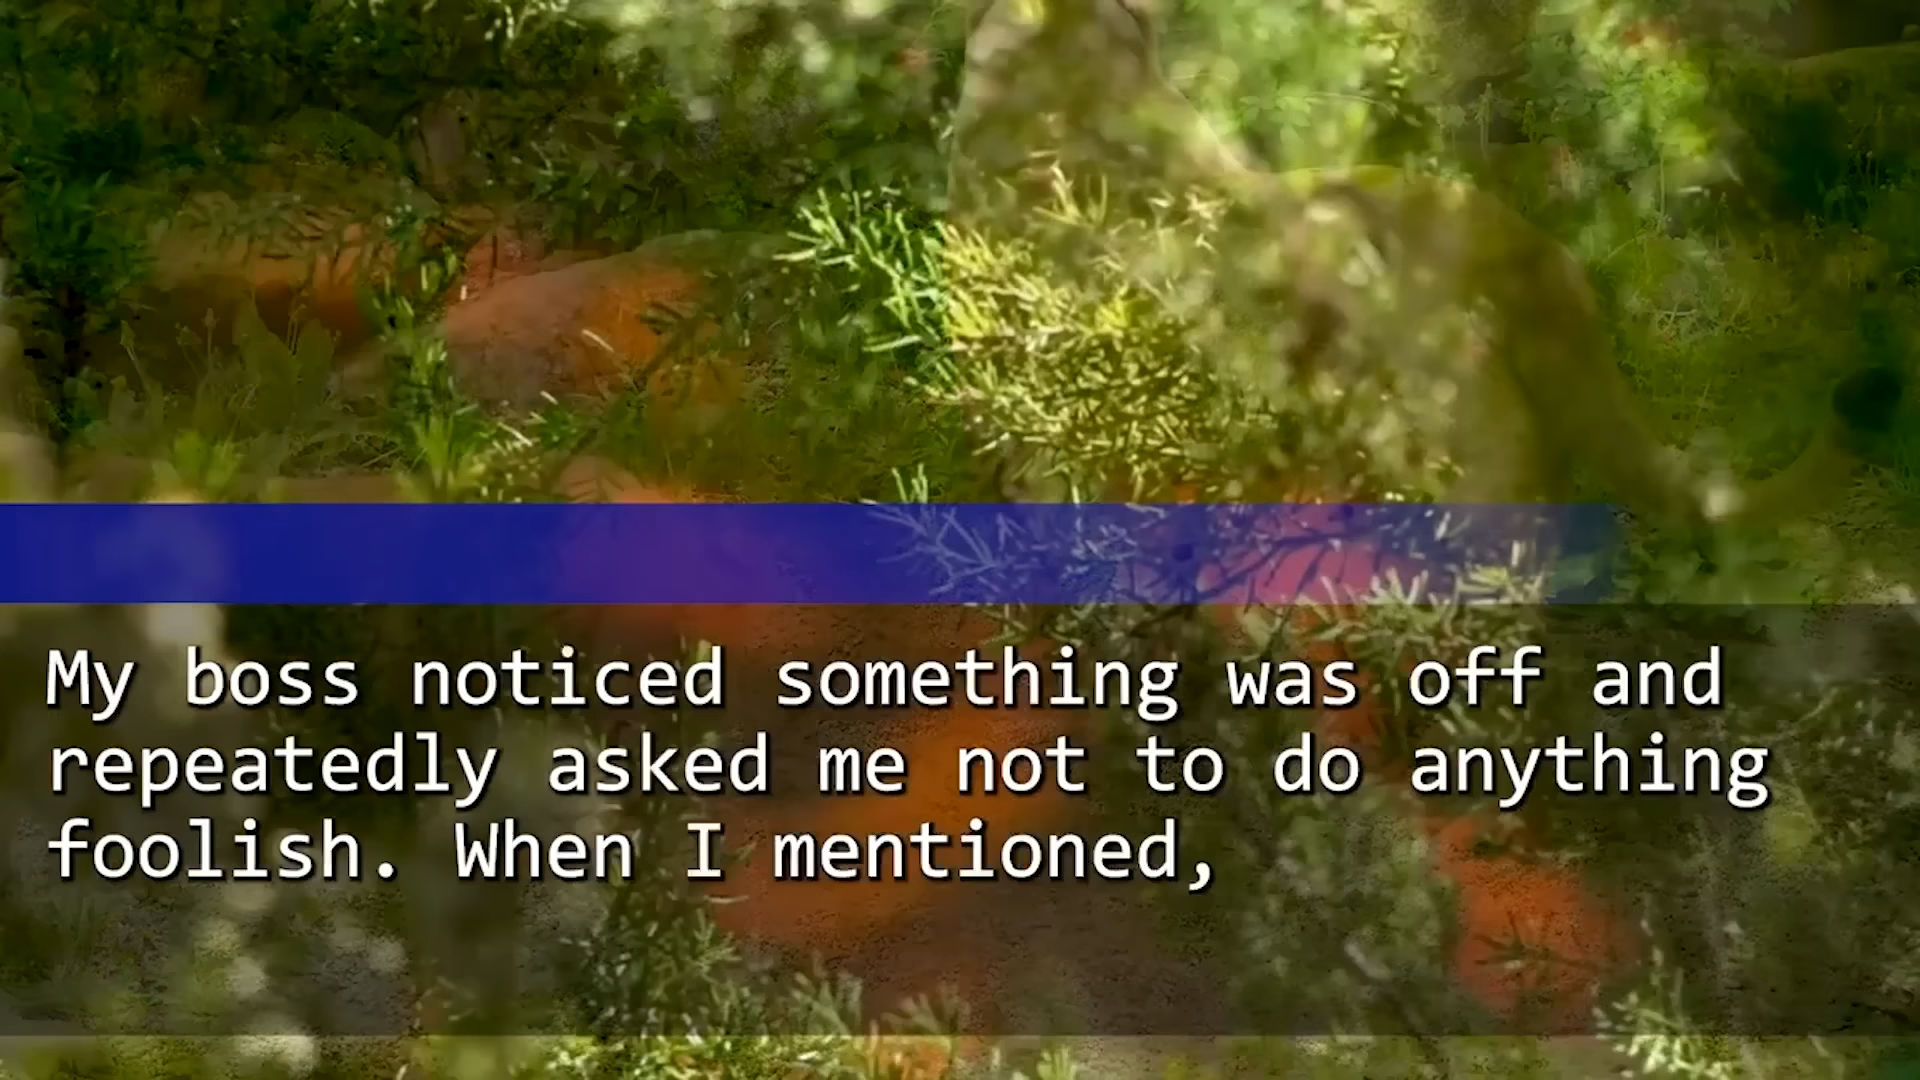 My boss noticed something was off and
repeatedly asked me not to do anything
foolish. When I mentioned,